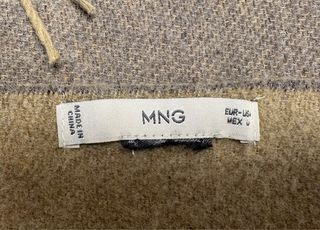 MADE IN
CHINA
MNG
EUR-US
MEX U